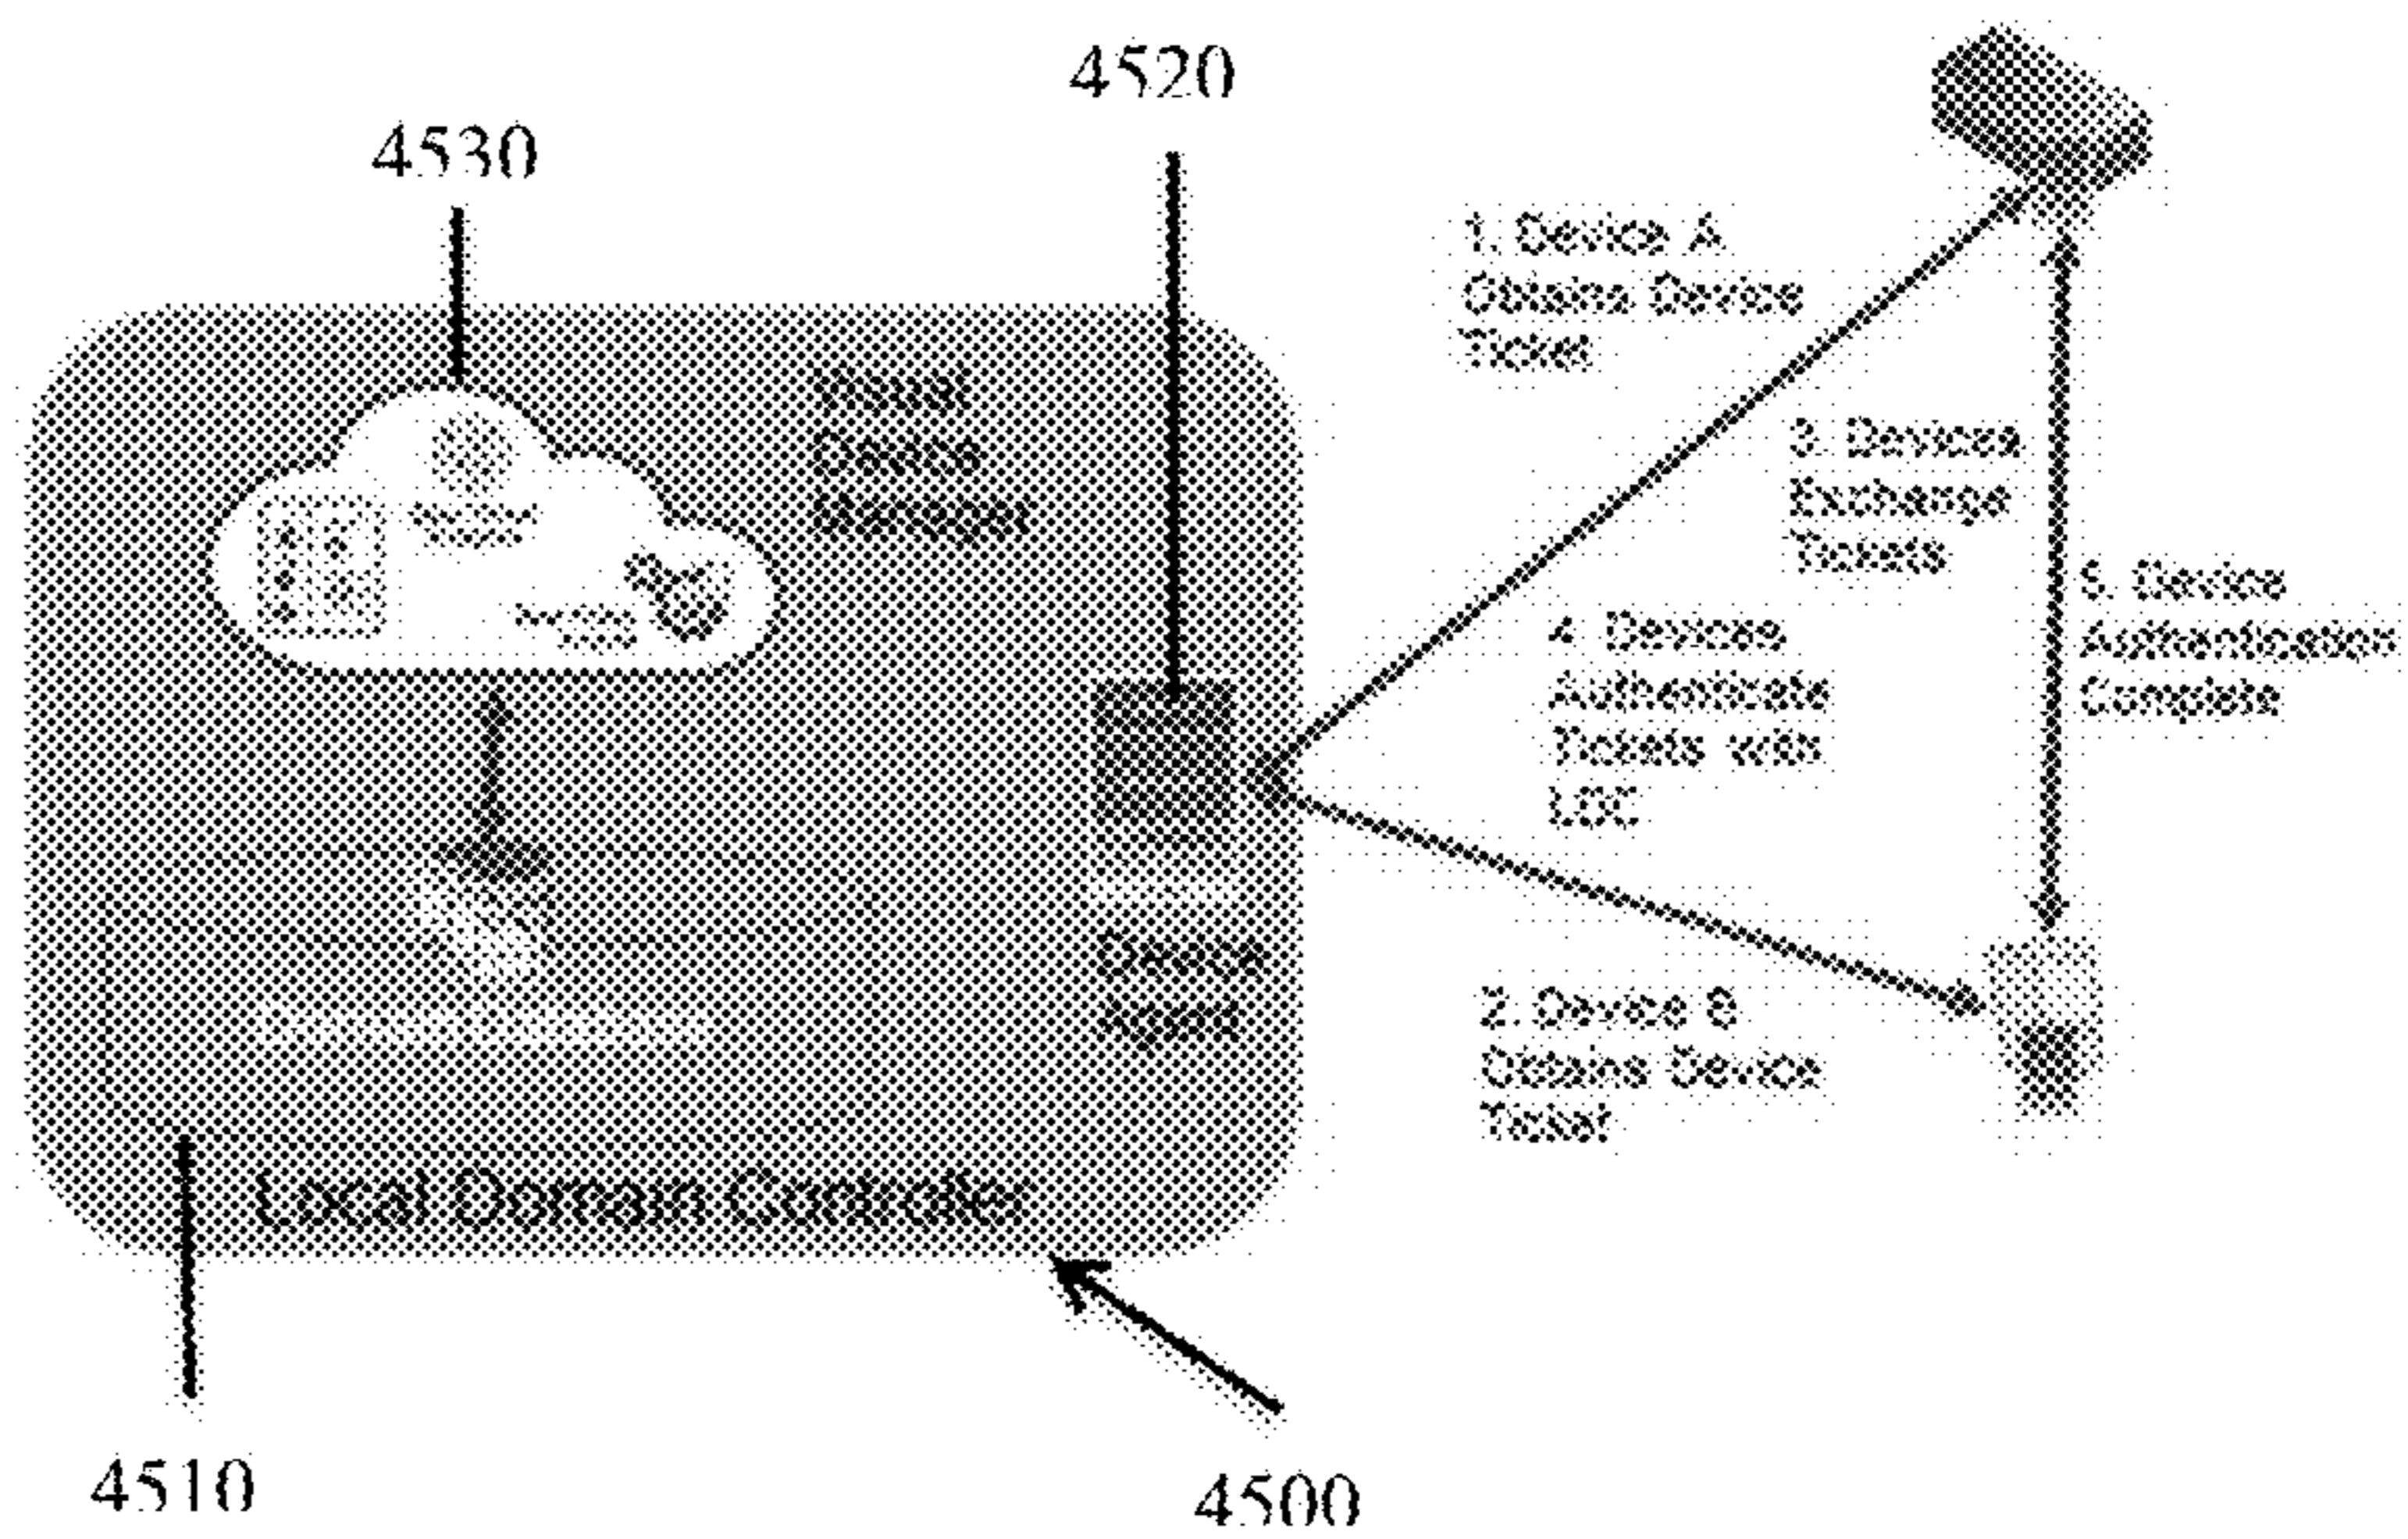 4520
4530
1. Device A
Obtains Device
Ticket
Visual
Device
Manager
3. Devices
Exchange
Tickets
5. Device
Authentication
Complete
4. Devices
Authenticate
Tickets with
LDC
Device
Agent
2. Device B
Obtains Device
Ticket
Local Domain Controller
4510
4500